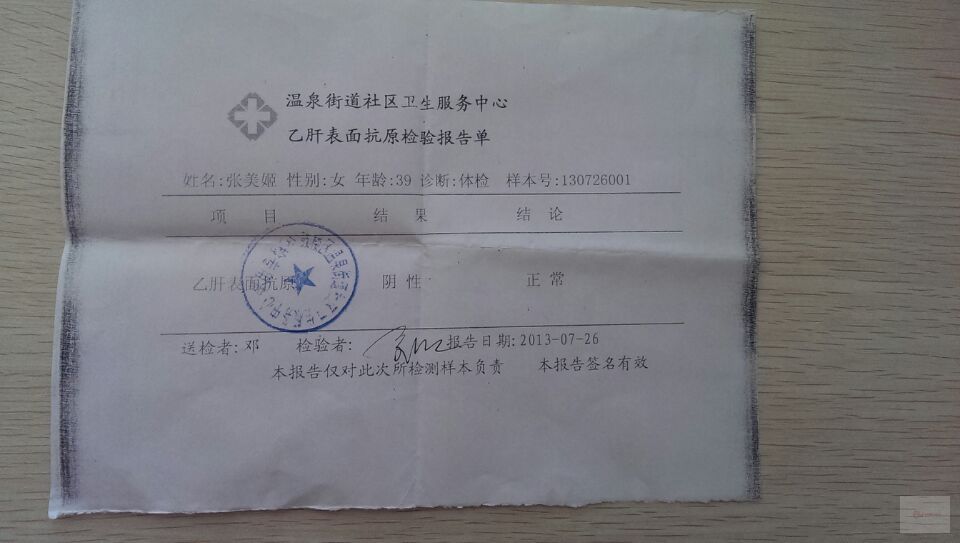 温泉街道社区卫生服务中心
乙肝表面抗原检验报告单
姓名:张美姬 性别:女 年龄:39 诊断:体检 样本号:130726001
项 目 结 果 结 论
乙肝表面抗原 阴性 正常
送检者:邓 检验者: 报告日期:2013-07-26
本报告仅对此次所检测样本负责 本报告签名有效